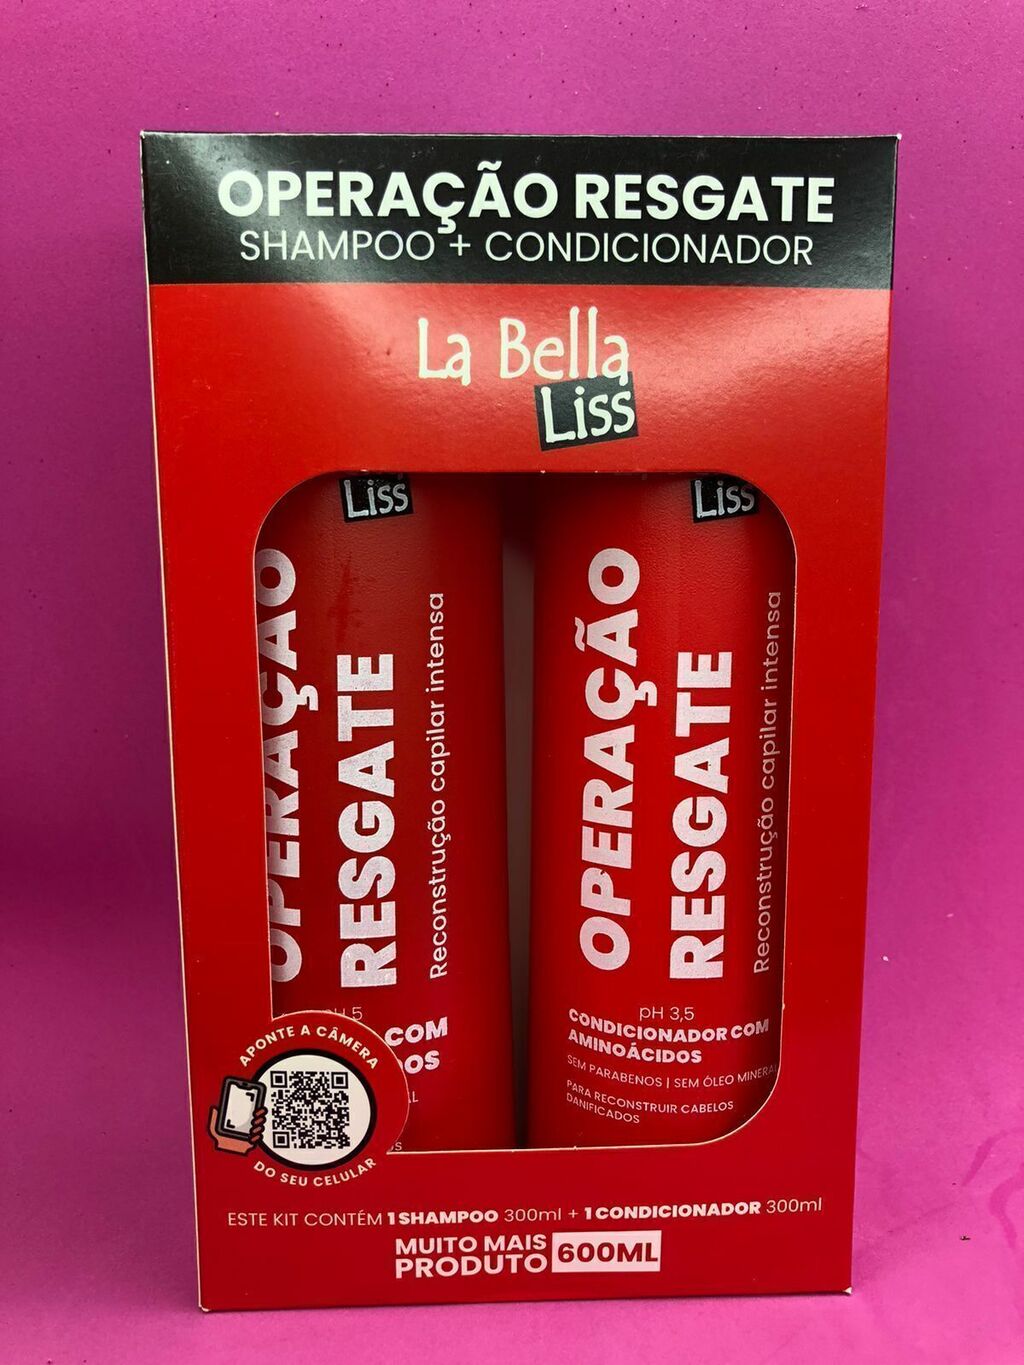 OPERAÇÃO RESGATE
SHAMPOO + CONDICIONADOR
La Bella
Liss
Liss
OPERAÇÃO
RESGATE
Reconstrução capilar intensa
COM
Liss
OPERAÇÃO
RESGATE
Reconstrução capilar intensa
pH 3,5
CONDICIONADOR COM
AMINOÁCIDOS
SEM PARABENOS | SEM ÓLEO MINERAL
PARA RECONSTRUIR CABELOS
DANIFICADOS
APONTE A CÂMERA
DO SEU CELULAR
ESTE KIT CONTÉM 1 SHAMPOO 300ml + 1 CONDICIONADOR 300ml
MUITO MAIS
PRODUTO 600ML